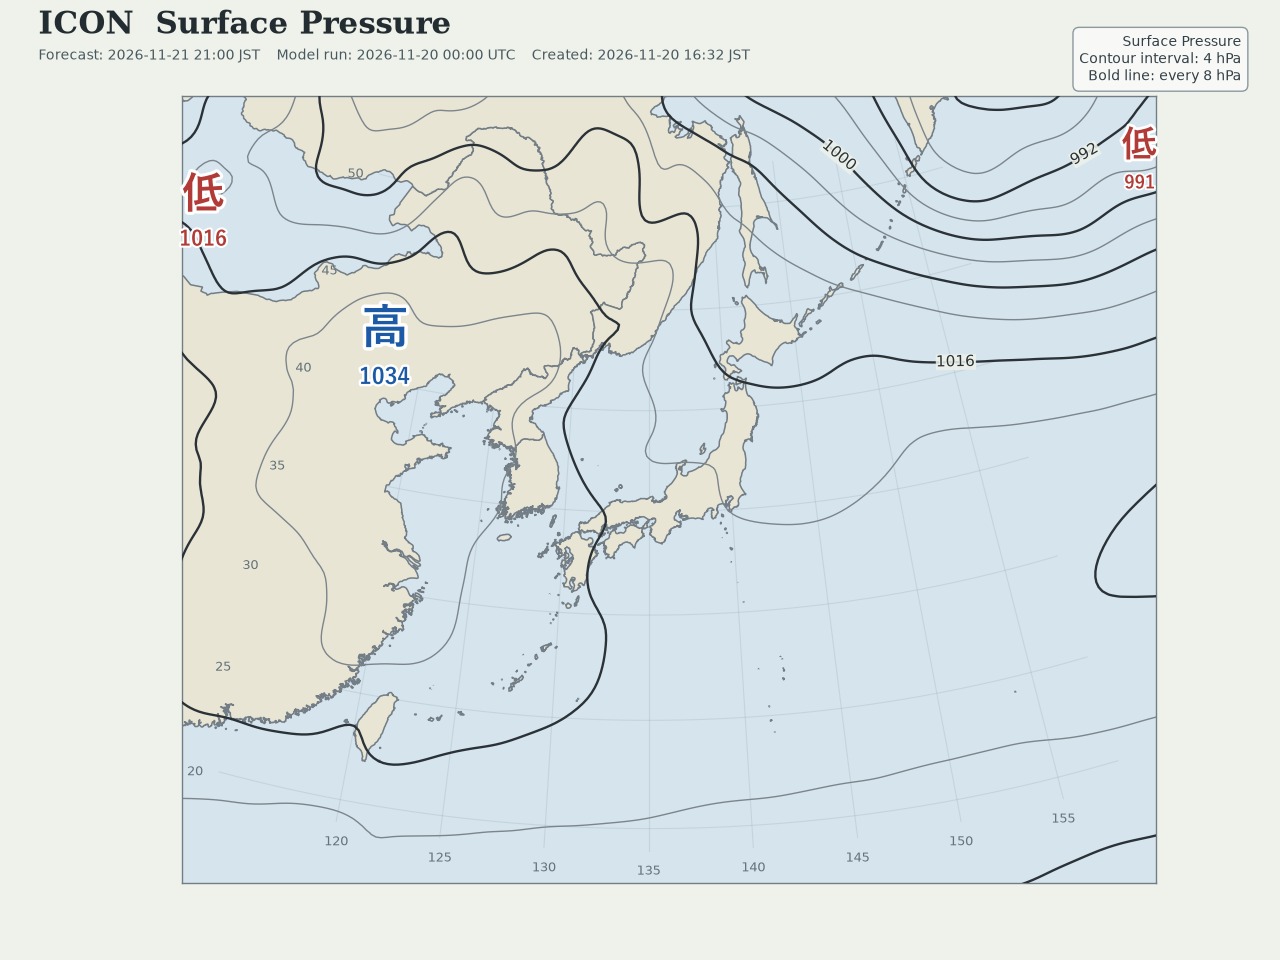 ICON  Surface Pressure
Forecast: 2026-11-21 21:00 JST    Model run: 2026-11-20 00:00 UTC    Created: 2026-11-20 16:32 JST
Surface Pressure
Contour interval: 4 hPa
Bold line: every 8 hPa
1000
992
低
991
50
低
1016
45
高
1034
40
1016
35
30
25
20
120
125
130
135
140
145
150
155